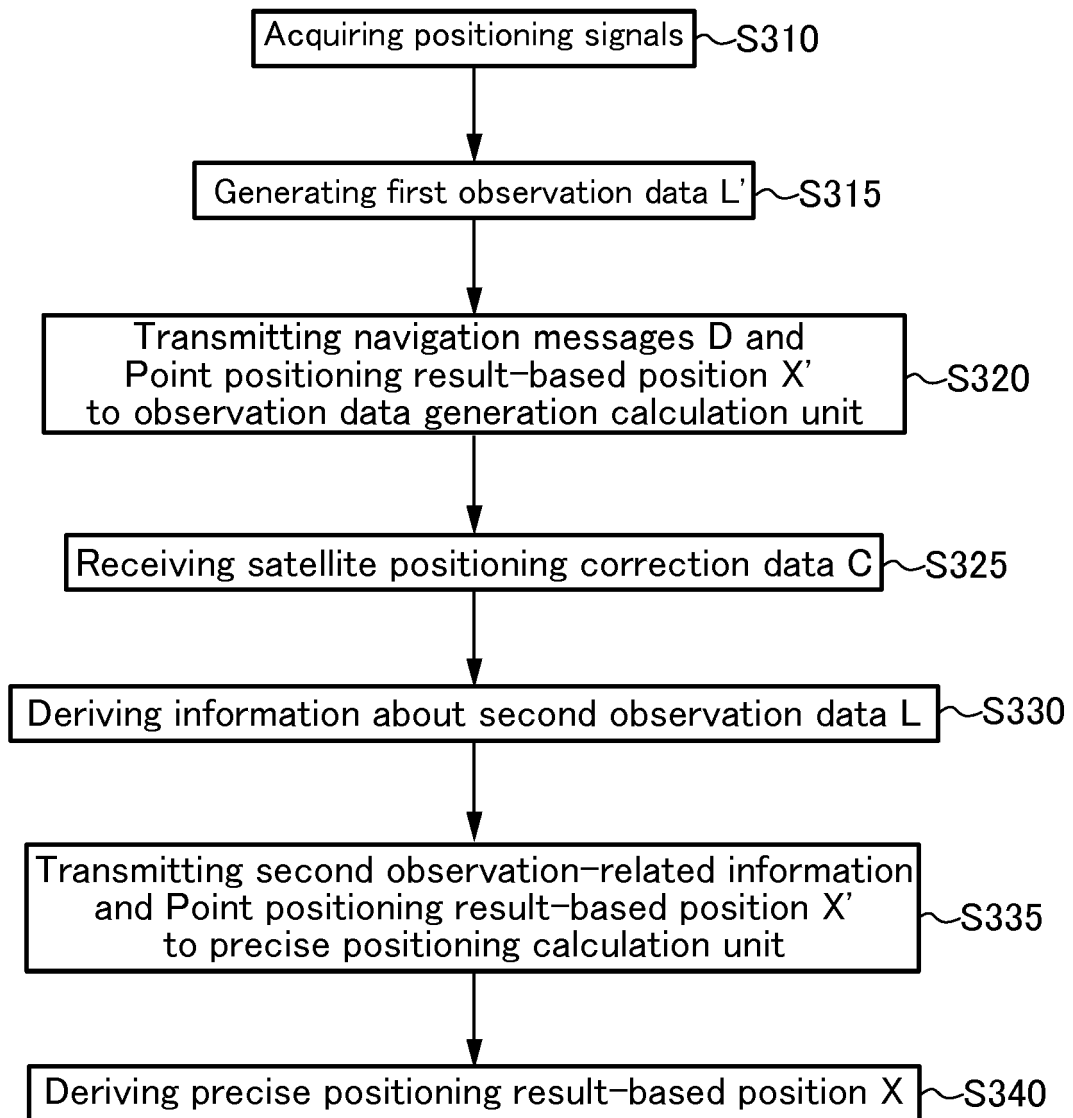 Acquiring positioning signals
S310
Generating first observation data L'
S315
Transmitting navigation messages D and
Point positioning result-based position X'
to observation data generation calculation unit
S320
Receiving satellite positioning correction data C
S325
Deriving information about second observation data L
S330
Transmitting second observation-related information
and Point positioning result-based position X'
to precise positioning calculation unit
S335
Deriving precise positioning result-based position X
S340